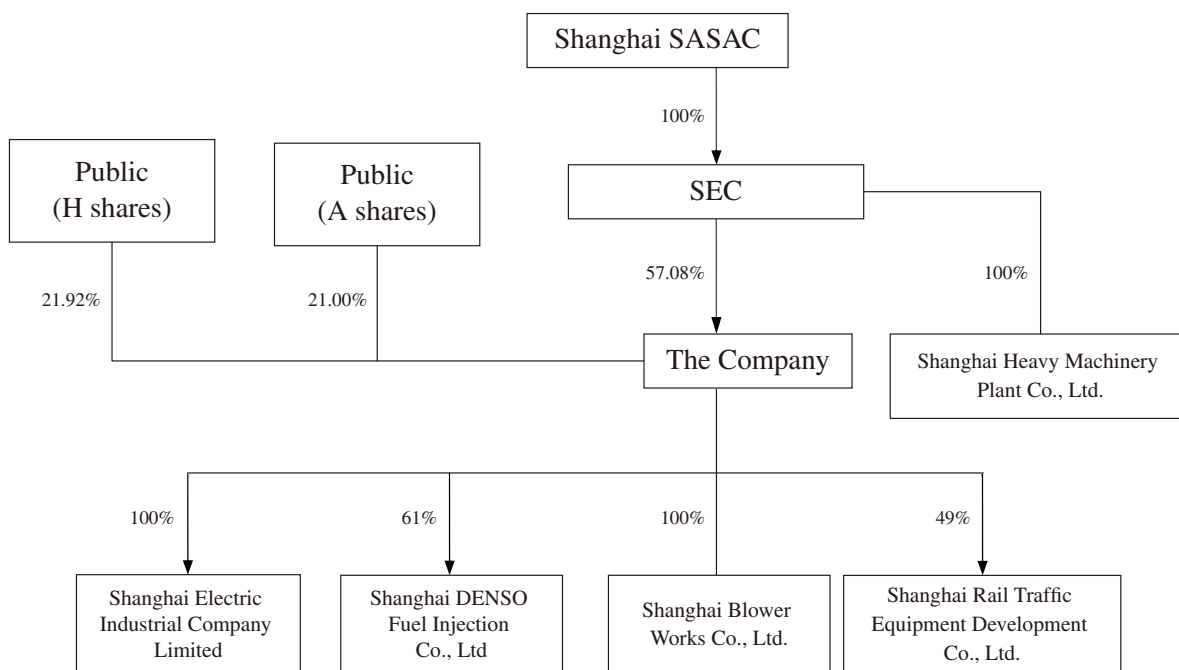 Shanghai SASAC
100%
Public
(H shares)
Public
(A shares)
SEC
21.92%
21.00%
57.08%
100%
The Company
Shanghai Heavy Machinery
Plant Co., Ltd.
100%
61%
100%
49%
Shanghai Electric
Industrial Company
Limited
Shanghai DENSO
Fuel Injection
Co., Ltd
Shanghai Blower
Works Co., Ltd.
Shanghai Rail Traffic
Equipment Development
Co., Ltd.